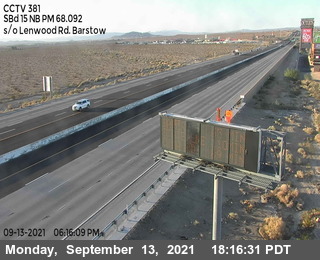 CCTV 381
SBd 15 NB PM 68.092
s/o Lenwood Rd. Barstow
09-13-2021 06:16:09 PM
Monday, September 13, 2021 18:16:31 PDT